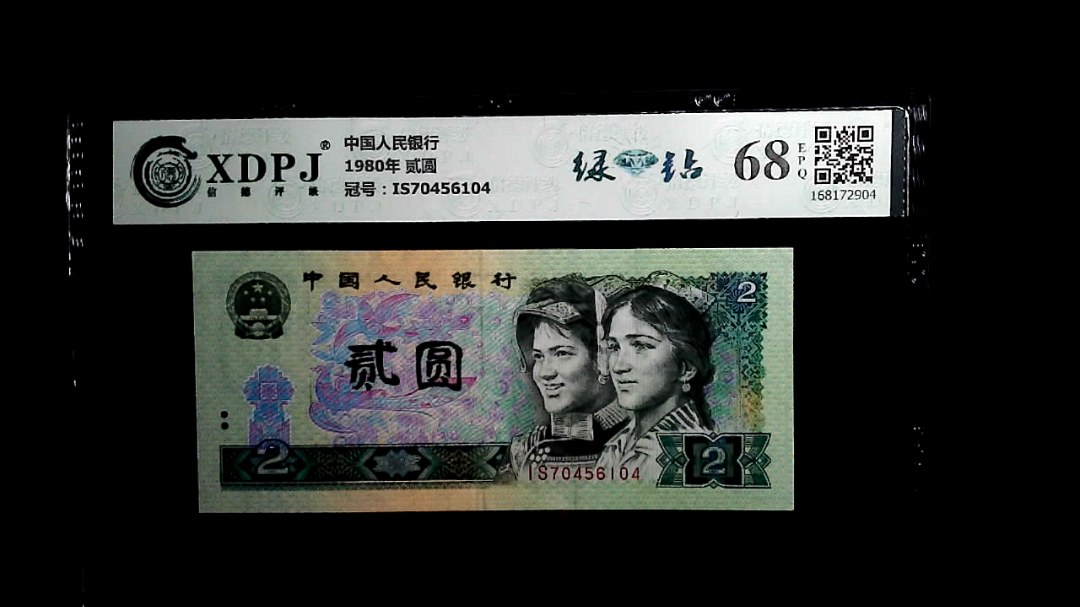 XDPJ®
信德评级
中国人民银行
1980年 贰圆
冠号：IS70456104
绿 钻
68
EPQ
168172904
中国人民银行
2
贰圆
2
IS70456104
2